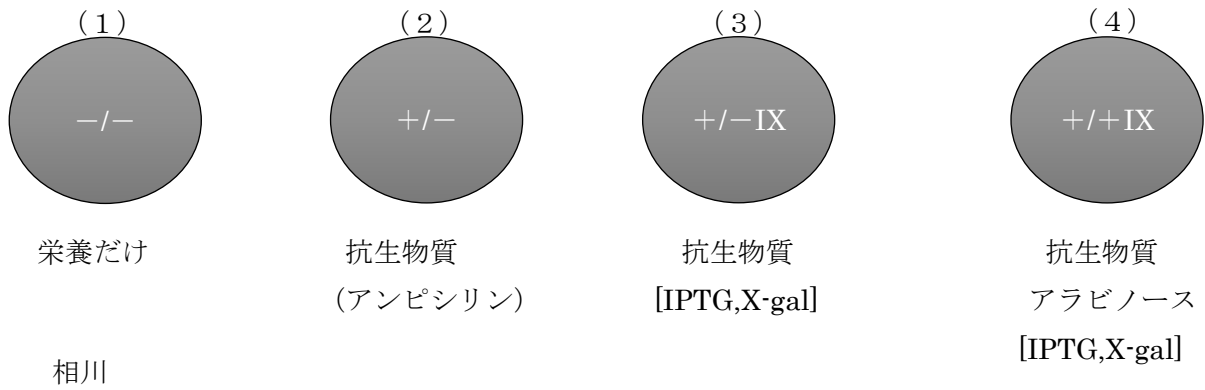 (1) (2) (3) (4)
－/－ ＋/－ ＋/－IX ＋/＋IX
栄養だけ 抗生物質 抗生物質 抗生物質
(アンピシリン) [IPTG,X-gal] アラビノース
[IPTG,X-gal]
相川